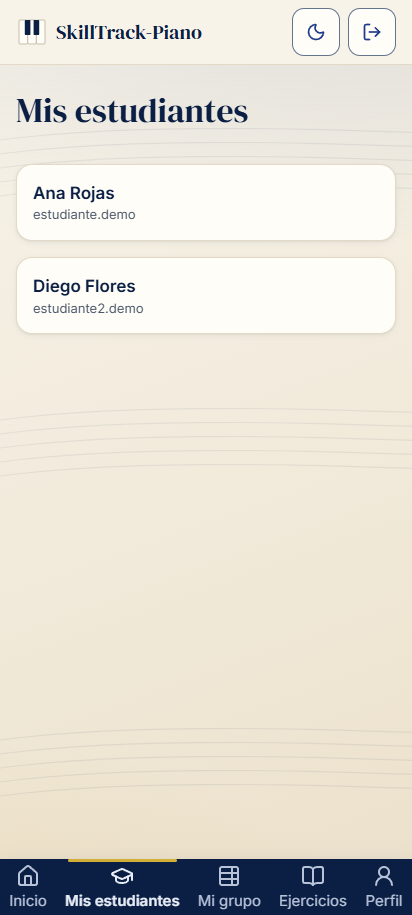 SkillTrack-Piano
Mis estudiantes
Ana Rojas
estudiante.demo
Diego Flores
estudiante2.demo
Inicio
Mis estudiantes
Mi grupo
Ejercicios
Perfil